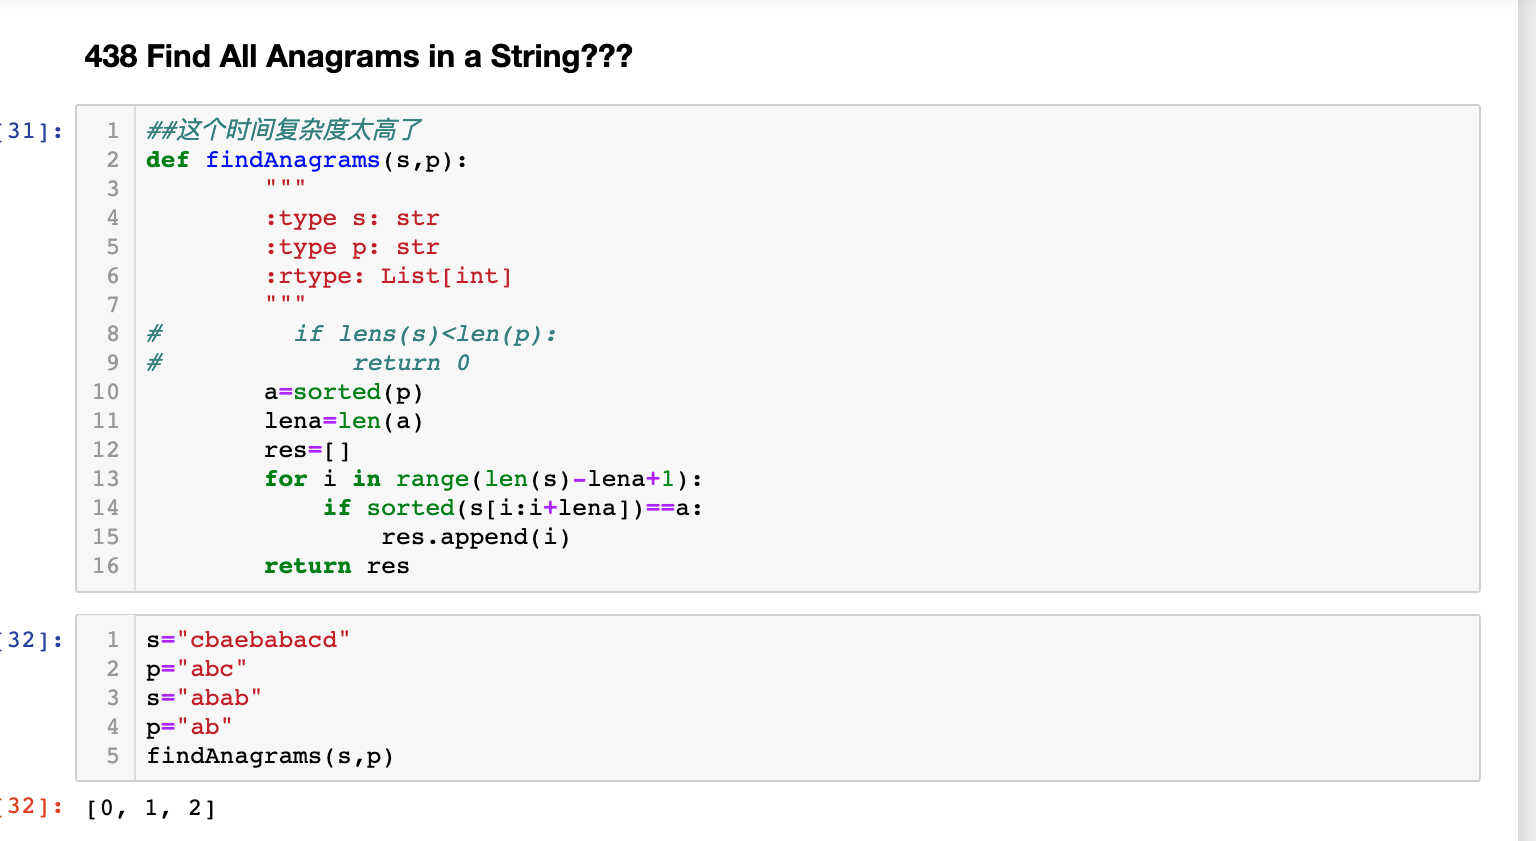 438 Find All Anagrams in a String???
[31]:
1 ##这个时间复杂度太高了
2 def findAnagrams(s,p):
3         """
4         :type s: str
5         :type p: str
6         :rtype: List[int]
7         """
8 #         if lens(s)<len(p):
9 #             return 0
10         a=sorted(p)
11         lena=len(a)
12         res=[]
13         for i in range(len(s)-lena+1):
14             if sorted(s[i:i+lena])==a:
15                 res.append(i)
16         return res
[32]:
1 s="cbaebabacd"
2 p="abc"
3 s="abab"
4 p="ab"
5 findAnagrams(s,p)
[32]: [0, 1, 2]